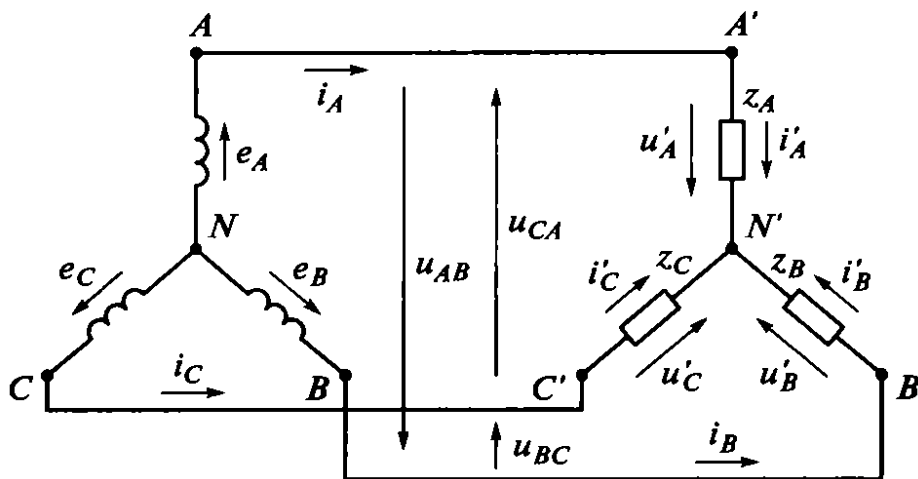 A A'
i_A z_A
u'_A i'_A
e_A
N u_CA N'
e_C e_B u_AB i'_C z_C z_B i'_B
C i_C B C' u'_C u'_B B
u_BC i_B